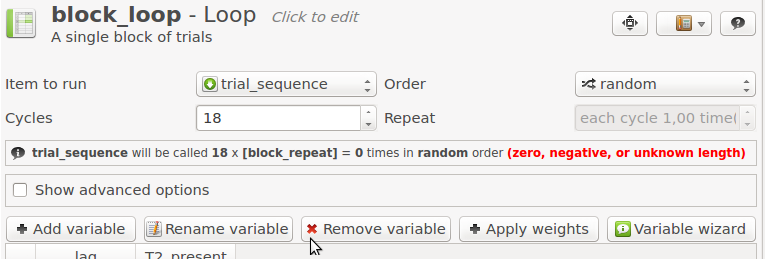 block_loop - Loop Click to edit
A single block of trials
Item to run trial_sequence Order random
Cycles 18 Repeat each cycle 1,00 time(
trial_sequence will be called 18 x [block_repeat] = 0 times in random order (zero, negative, or unknown length)
Show advanced options
Add variable Rename variable Remove variable Apply weights Variable wizard
lag T2_present